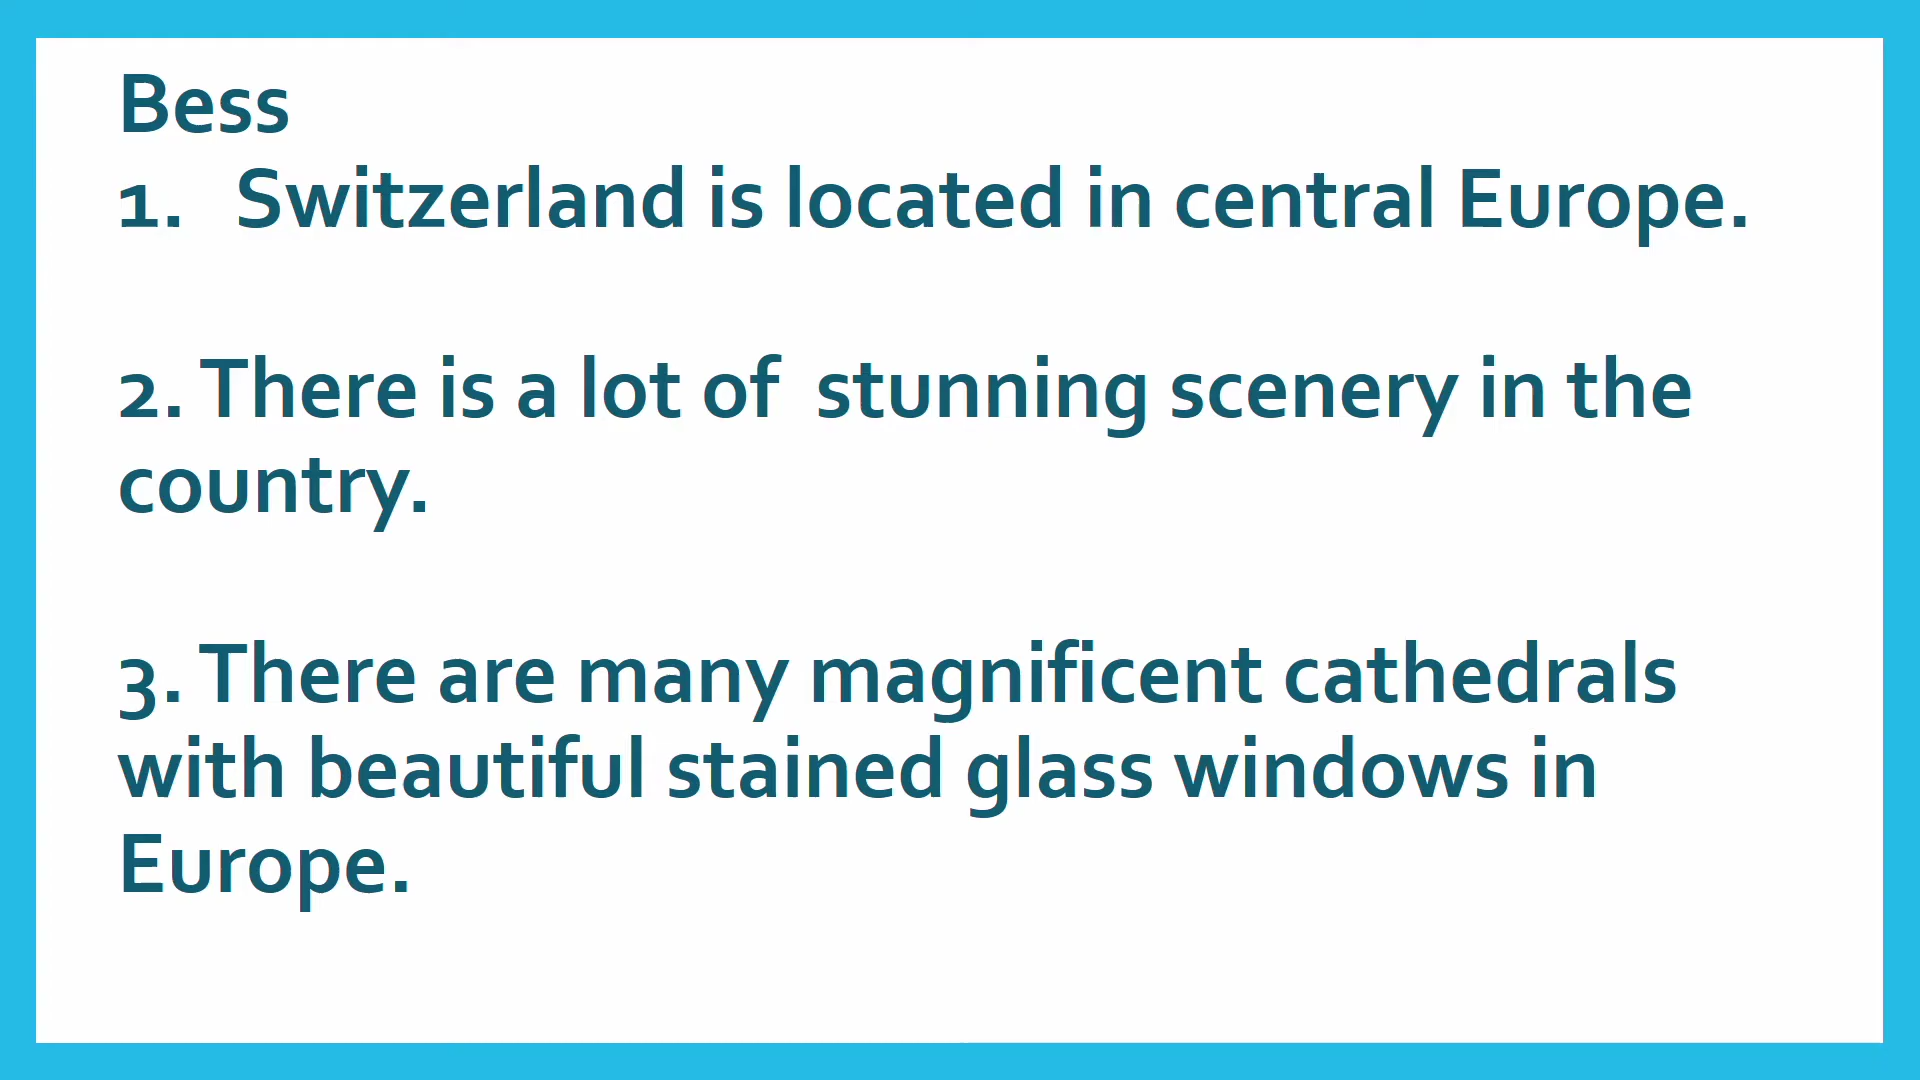 Bess
1. Switzerland is located in central Europe.
2. There is a lot of stunning scenery in the
country.
3. There are many magnificent cathedrals
with beautiful stained glass windows in
Europe.